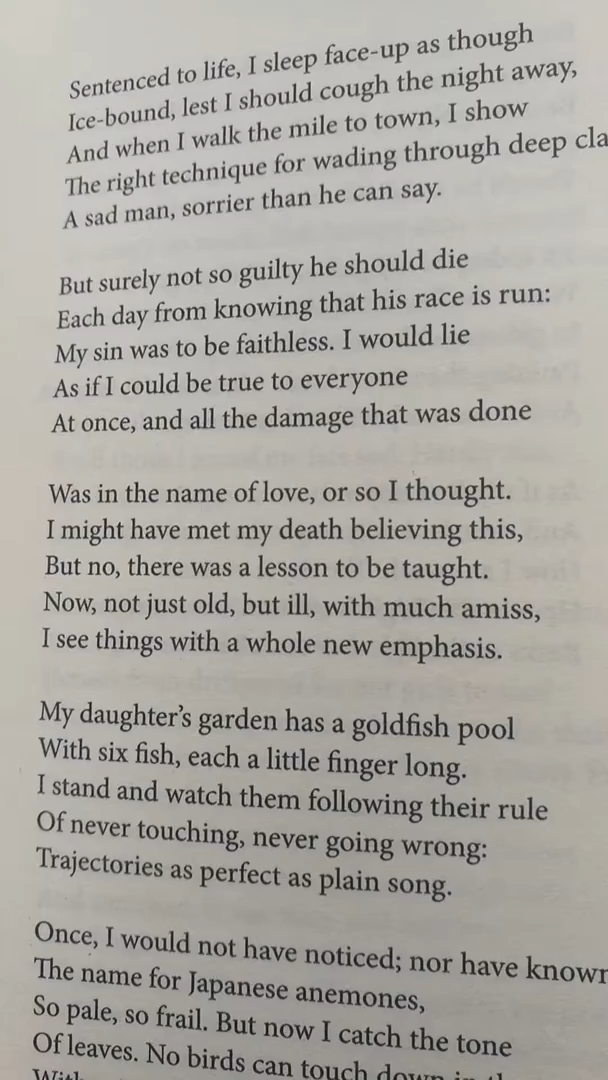 Sentenced to life, I sleep face-up as though
Ice-bound, lest I should cough the night away,
And when I walk the mile to town, I show
The right technique for wading through deep cla
A sad man, sorrier than he can say.
But surely not so guilty he should die
Each day from knowing that his race is run:
My sin was to be faithless. I would lie
As if I could be true to everyone
At once, and all the damage that was done
Was in the name of love, or so I thought.
I might have met my death believing this,
But no, there was a lesson to be taught.
Now, not just old, but ill, with much amiss,
I see things with a whole new emphasis.
My daughter's garden has a goldfish pool
With six fish, each a little finger long.
I stand and watch them following their rule
Of never touching, never going wrong:
Trajectories as perfect as plain song.
Once, I would not have noticed; nor have known
The name for Japanese anemones,
So pale, so frail. But now I catch the tone
Of leaves. No birds can touch down in